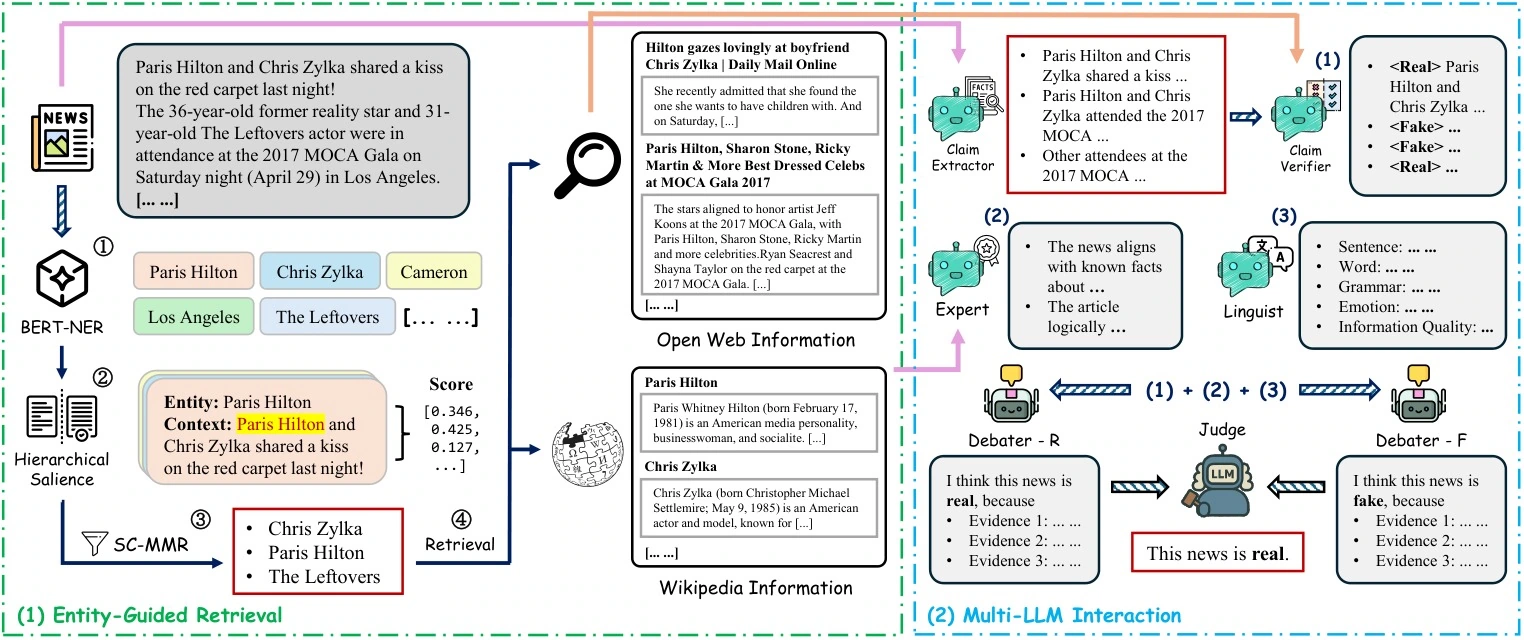 NEWS
Paris Hilton and Chris Zylka shared a kiss
on the red carpet last night!
The 36-year-old former reality star and 31-
year-old The Leftovers actor were in
attendance at the 2017 MOCA Gala on
Saturday night (April 29) in Los Angeles.
[... ...]
①
BERT-NER
Paris Hilton
Chris Zylka
Cameron
Los Angeles
The Leftovers
[... ...]
②
Hierarchical
Salience
Entity: Paris Hilton
Context: Paris Hilton and
Chris Zylka shared a kiss
on the red carpet last night!
Score
[0.346,
0.425,
0.127,
...]
③
SC-MMR
• Chris Zylka
• Paris Hilton
• The Leftovers
④
Retrieval
Hilton gazes lovingly at boyfriend
Chris Zylka | Daily Mail Online
She recently admitted that she found the
one she wants to have children with. And
on Saturday, [...]
Paris Hilton, Sharon Stone, Ricky
Martin & More Best Dressed Celebs
at MOCA Gala 2017
The stars aligned to honor artist Jeff
Koons at the 2017 MOCA Gala, with
Paris Hilton, Sharon Stone, Ricky Martin
and more celebrities.Ryan Seacrest and
Shayna Taylor on the red carpet at the
2017 MOCA Gala. [...]
[... ...]
Open Web Information
Paris Hilton
Paris Whitney Hilton (born February 17,
1981) is an American media personality,
businesswoman, and socialite. [...]
Chris Zylka
Chris Zylka (born Christopher Michael
Settlemire; May 9, 1985) is an American
actor and model, known for [...]
[... ...]
Wikipedia Information
(1) Entity-Guided Retrieval
FACTS
Claim
Extractor
• Paris Hilton and Chris
Zylka shared a kiss ...
• Paris Hilton and Chris
Zylka attended the 2017
MOCA ...
• Other attendees at the
2017 MOCA ...
(1)
Claim
Verifier
• <Real> Paris
Hilton and
Chris Zylka ...
• <Fake> ...
• <Fake> ...
• <Real> ...
(2)
Expert
• The news aligns
with known facts
about ...
• The article
logically ...
(3)
文
A
Linguist
• Sentence: ... ...
• Word: ... ...
• Grammar: ... ...
• Emotion: ... ...
• Information Quality: ...
(1) + (2) + (3)
Debater - R
Judge
Debater - F
LLM
I think this news is
real, because
• Evidence 1: ... ...
• Evidence 2: ... ...
• Evidence 3: ... ...
This news is real.
I think this news is
fake, because
• Evidence 1: ... ...
• Evidence 2: ... ...
• Evidence 3: ... ...
(2) Multi-LLM Interaction